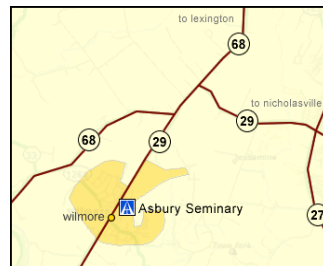 to lexington
68
to nicholasville
29
68
29
Asbury Seminary
wilmore
27